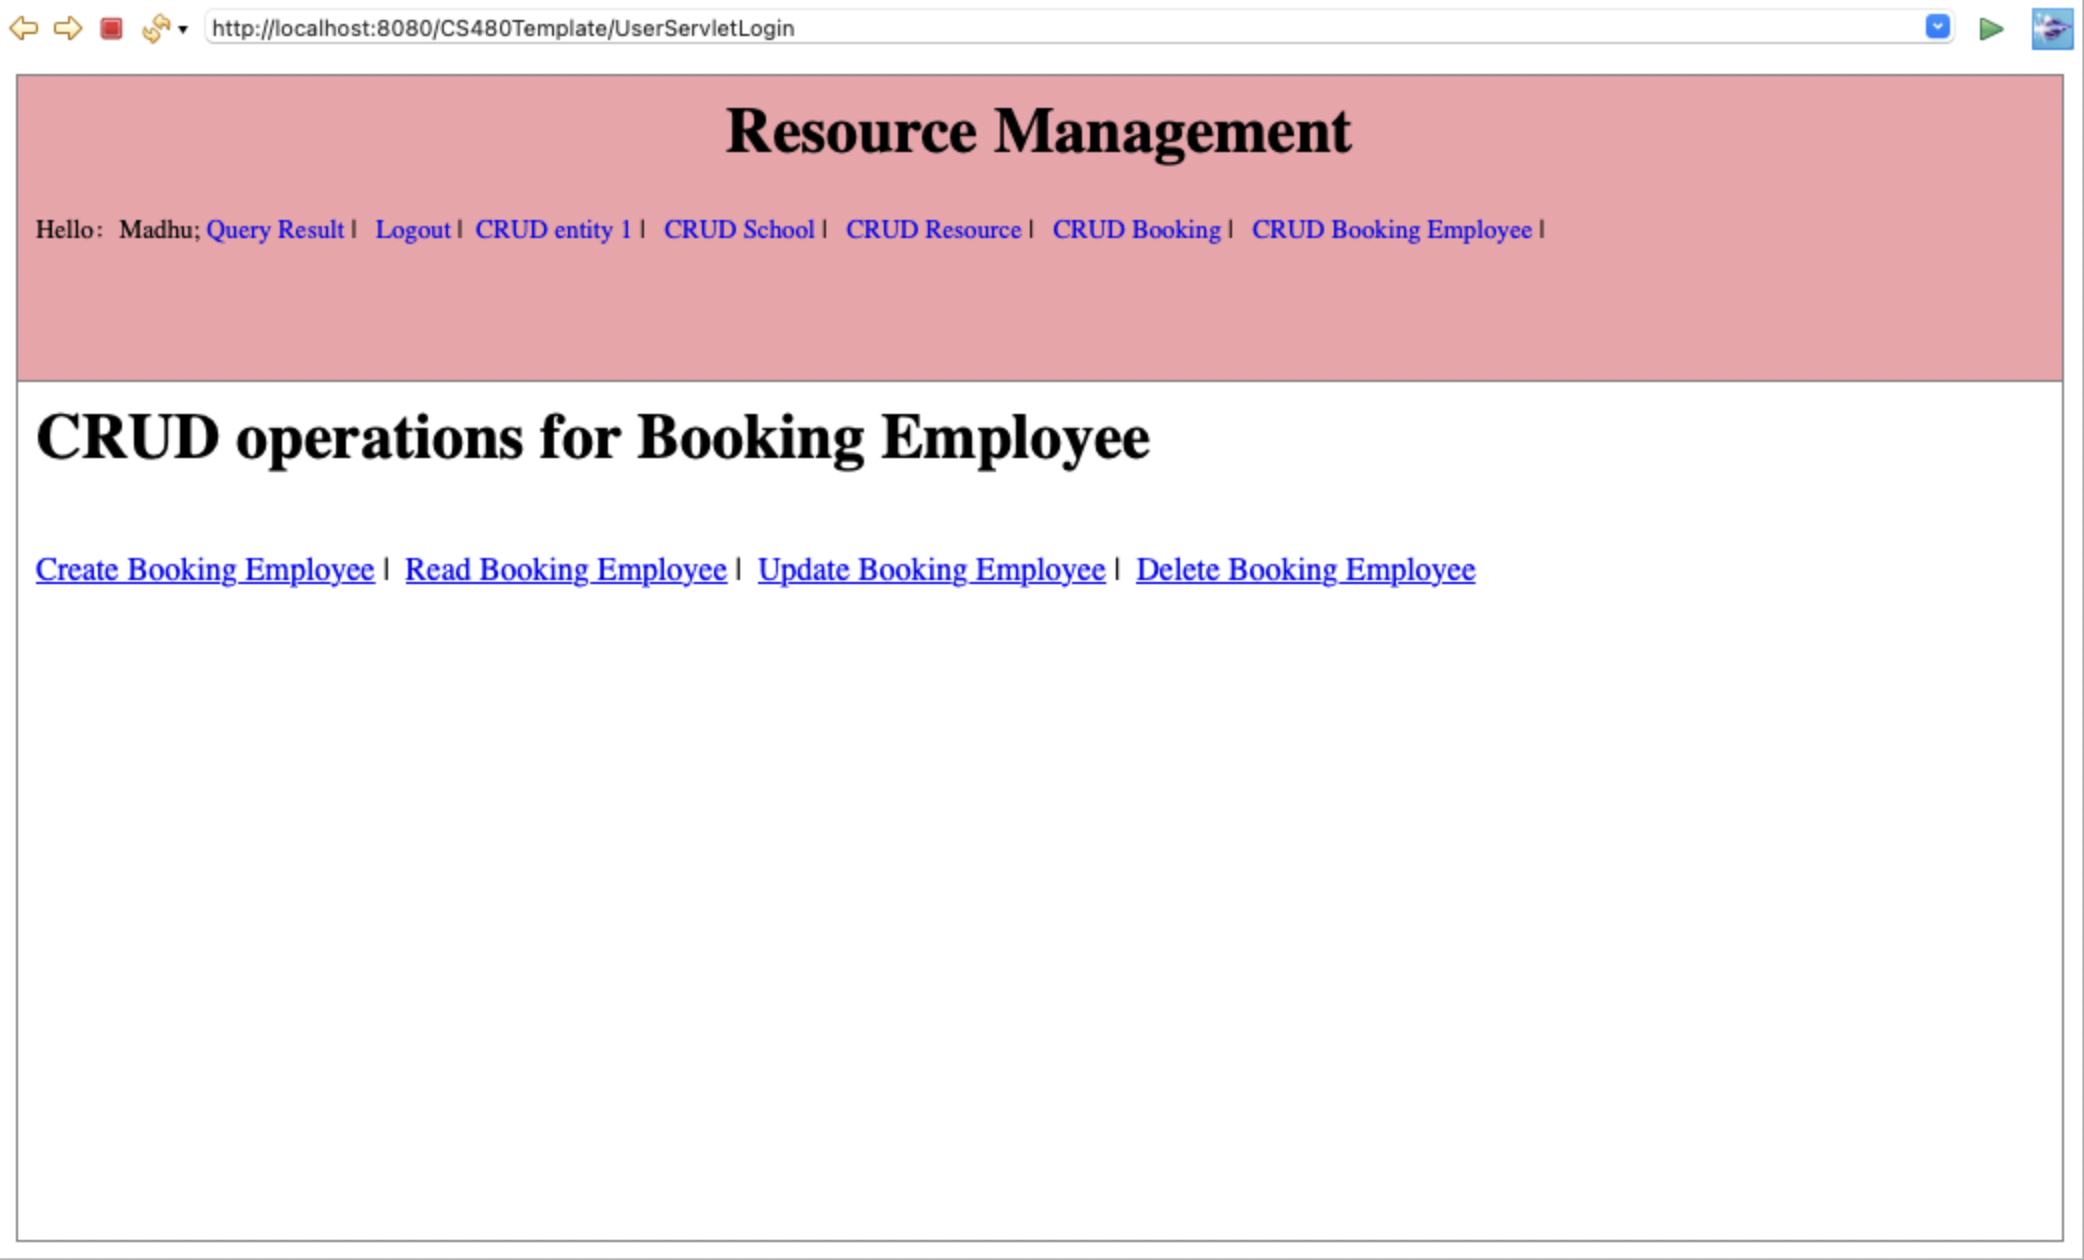 http://localhost:8080/CS480Template/UserServletLogin
Resource Management
Hello: Madhu; Query Result | Logout | CRUD entity 1 | CRUD School | CRUD Resource | CRUD Booking | CRUD Booking Employee |
CRUD operations for Booking Employee
Create Booking Employee | Read Booking Employee | Update Booking Employee | Delete Booking Employee